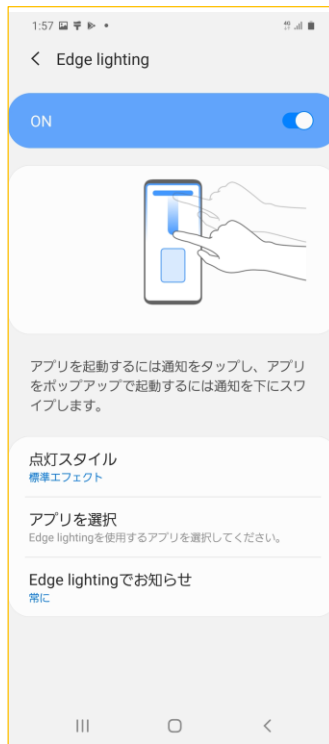 1:57
Edge lighting
ON
アプリを起動するには通知をタップし、アプリ
をポップアップで起動するには通知を下にスワ
イプします。
点灯スタイル
標準エフェクト
アプリを選択
Edge lightingを使用するアプリを選択してください。
Edge lightingでお知らせ
常に